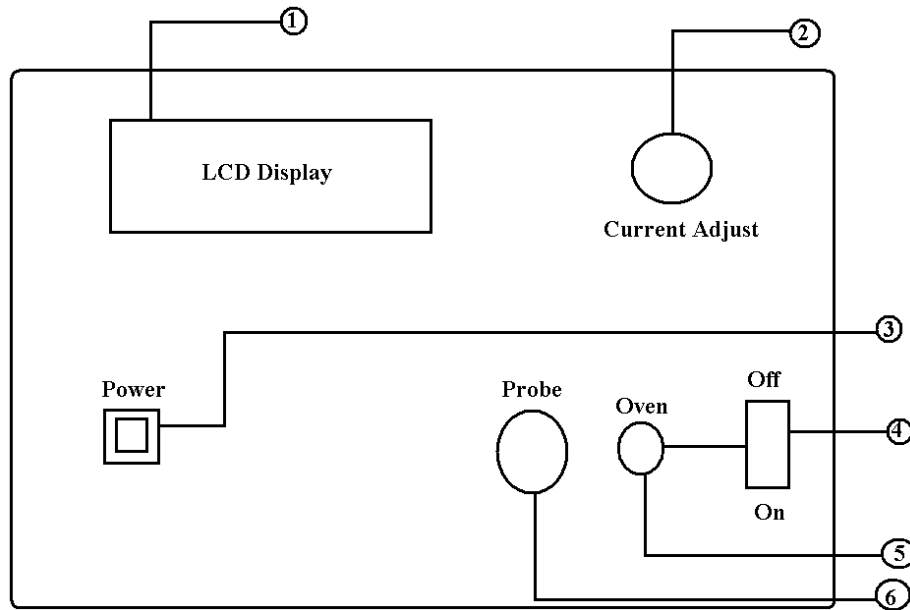 1
2
LCD Display
Current Adjust
3
Power
Probe
Oven
Off
4
On
5
6